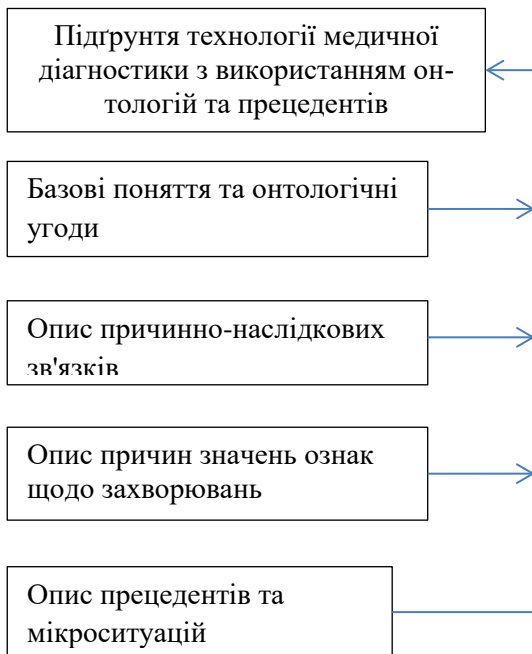 Підґрунтя технології медичної
діагностики з використанням он-
тологій та прецедентів
Базові поняття та онтологічні
угоди
Опис причинно-наслідкових
зв'язків
Опис причин значень ознак
щодо захворювань
Опис прецедентів та
мікроситуацій